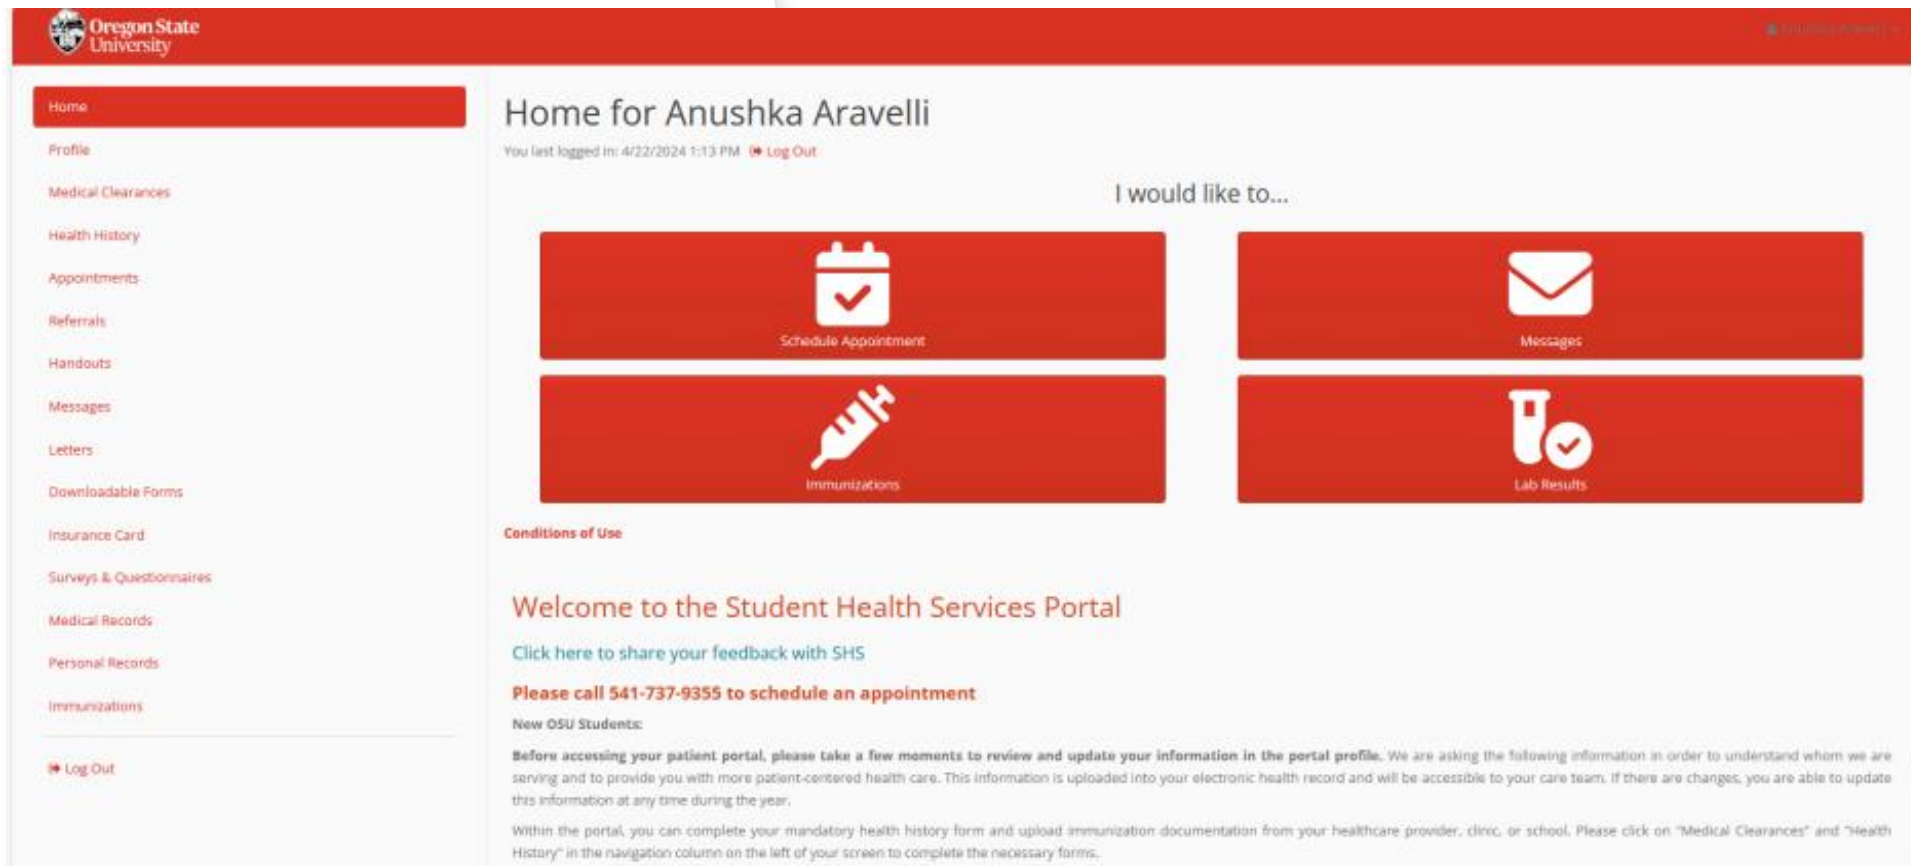 Oregon State
University
Home
Profile
Medical Clearances
Health History
Appointments
Referrals
Handouts
Messages
Letters
Downloadable Forms
Insurance Card
Surveys & Questionnaires
Medical Records
Personal Records
Immunizations
Log Out
Home for Anushka Aravelli
You last logged in: 4/22/2024 1:13 PM Log Out
I would like to...
Schedule Appointment
Messages
Immunizations
Lab Results
Conditions of Use
Welcome to the Student Health Services Portal
Click here to share your feedback with SHS
Please call 541-737-9355 to schedule an appointment
New OSU Students:
Before accessing your patient portal, please take a few moments to review and update your information in the portal profile. We are asking the following information in order to understand whom we are
serving and to provide you with more patient-centered health care. This information is uploaded into your electronic health record and will be accessible to your care team. If there are changes, you are able to update
this information at any time during the year.
Within the portal, you can complete your mandatory health history form and upload immunization documentation from your healthcare provider, clinic, or school. Please click on "Medical Clearances" and "Health
History" in the navigation column on the left of your screen to complete the necessary forms.